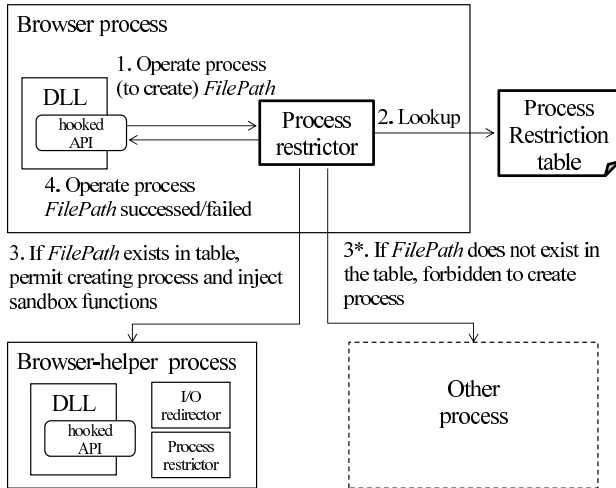 Browser process
1. Operate process
(to create) FilePath
DLL
hooked
API
Process
restrictor
2. Lookup
Process
Restriction
table
4. Operate process
FilePath successed/failed
3. If FilePath exists in table,
permit creating process and inject
sandbox functions
3*. If FilePath does not exist in
the table, forbidden to create
process
Browser-helper process
DLL
hooked
API
I/O
redirector
Process
restrictor
Other
process